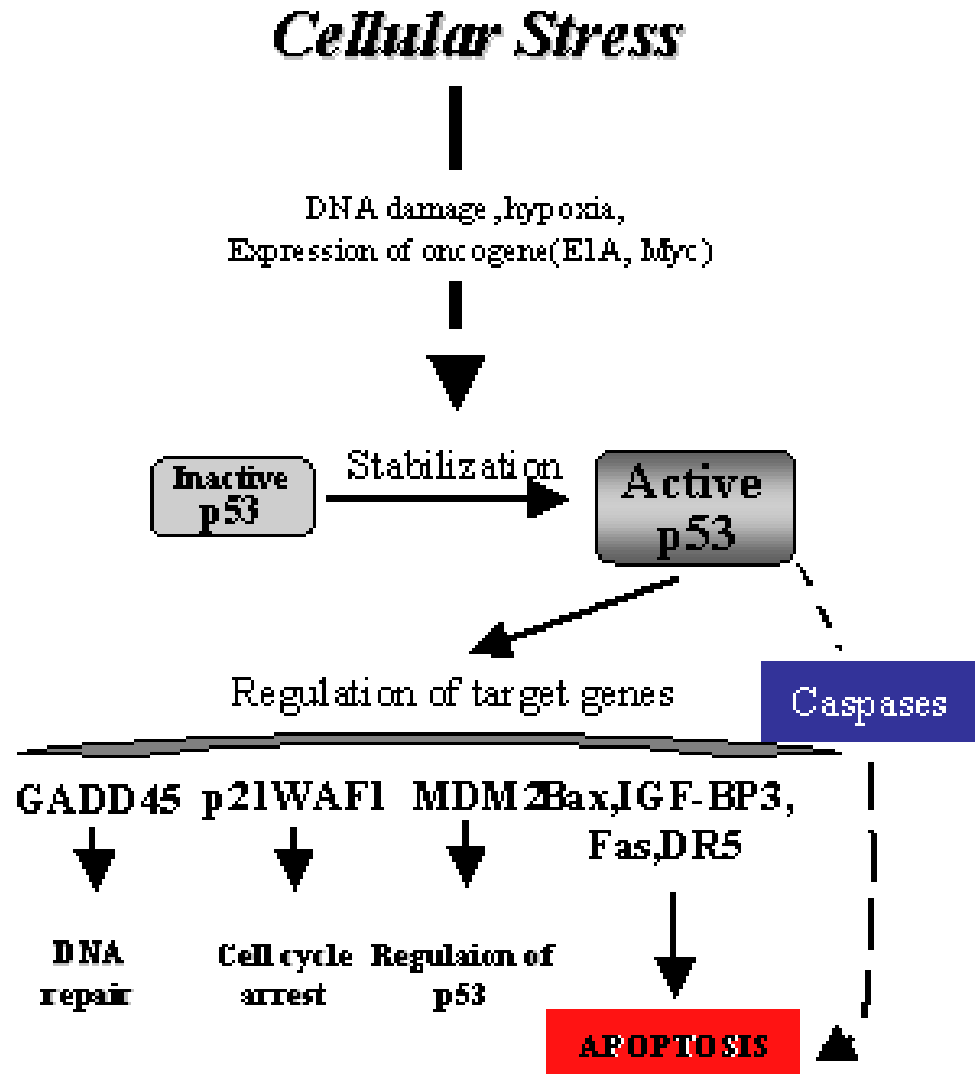 Cellular Stress
DNA damage,hypoxia,
Expression of oncogene(E1A, Myc)
Stabilization
Inactive
p53
Active
p53
Regulation of target genes
Caspases
GADD45
p21WAF1
MDM2
Bax,IGF-BP3,
Fas,DR5
DNA
repair
Cell cycle
arrest
Regulaion of
p53
APOPTOSIS